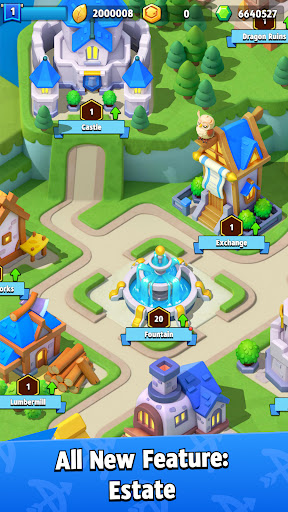 1 2000008 0 6640527
Dragon Ruins
1
Castle
1
Exchange
orks
20
Fountain
1
Lumbermill
All New Feature:
Estate